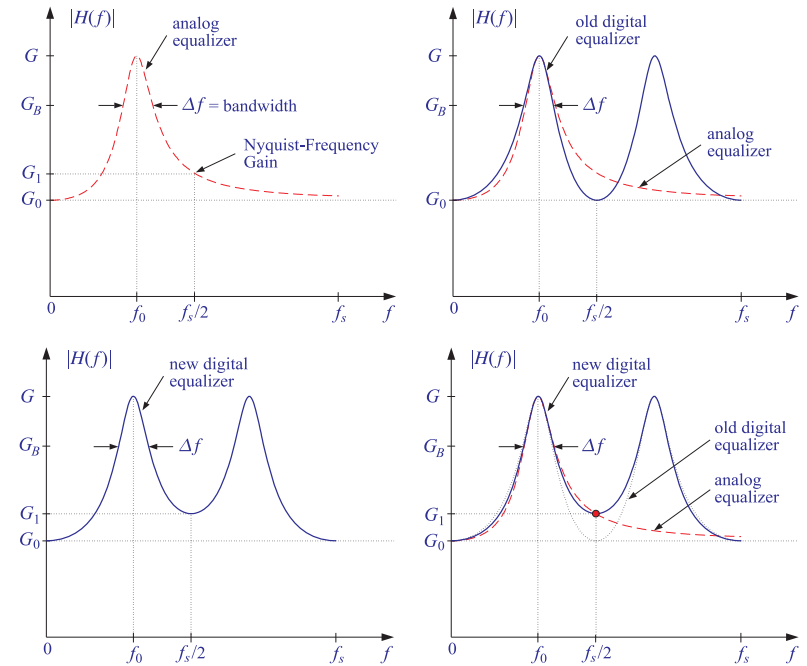 |H(f)|
analog
equalizer
G
G_B
Δf = bandwidth
Nyquist-Frequency
Gain
G_1
G_0
0
f_0
f_s/2
f_s
f
|H(f)|
old digital
equalizer
G
G_B
Δf
analog
equalizer
G_0
0
f_0
f_s/2
f_s
f
|H(f)|
new digital
equalizer
G
G_B
Δf
G_1
G_0
0
f_0
f_s/2
f_s
f
|H(f)|
new digital
equalizer
G
G_B
Δf
old digital
equalizer
analog
equalizer
G_1
G_0
0
f_0
f_s/2
f_s
f